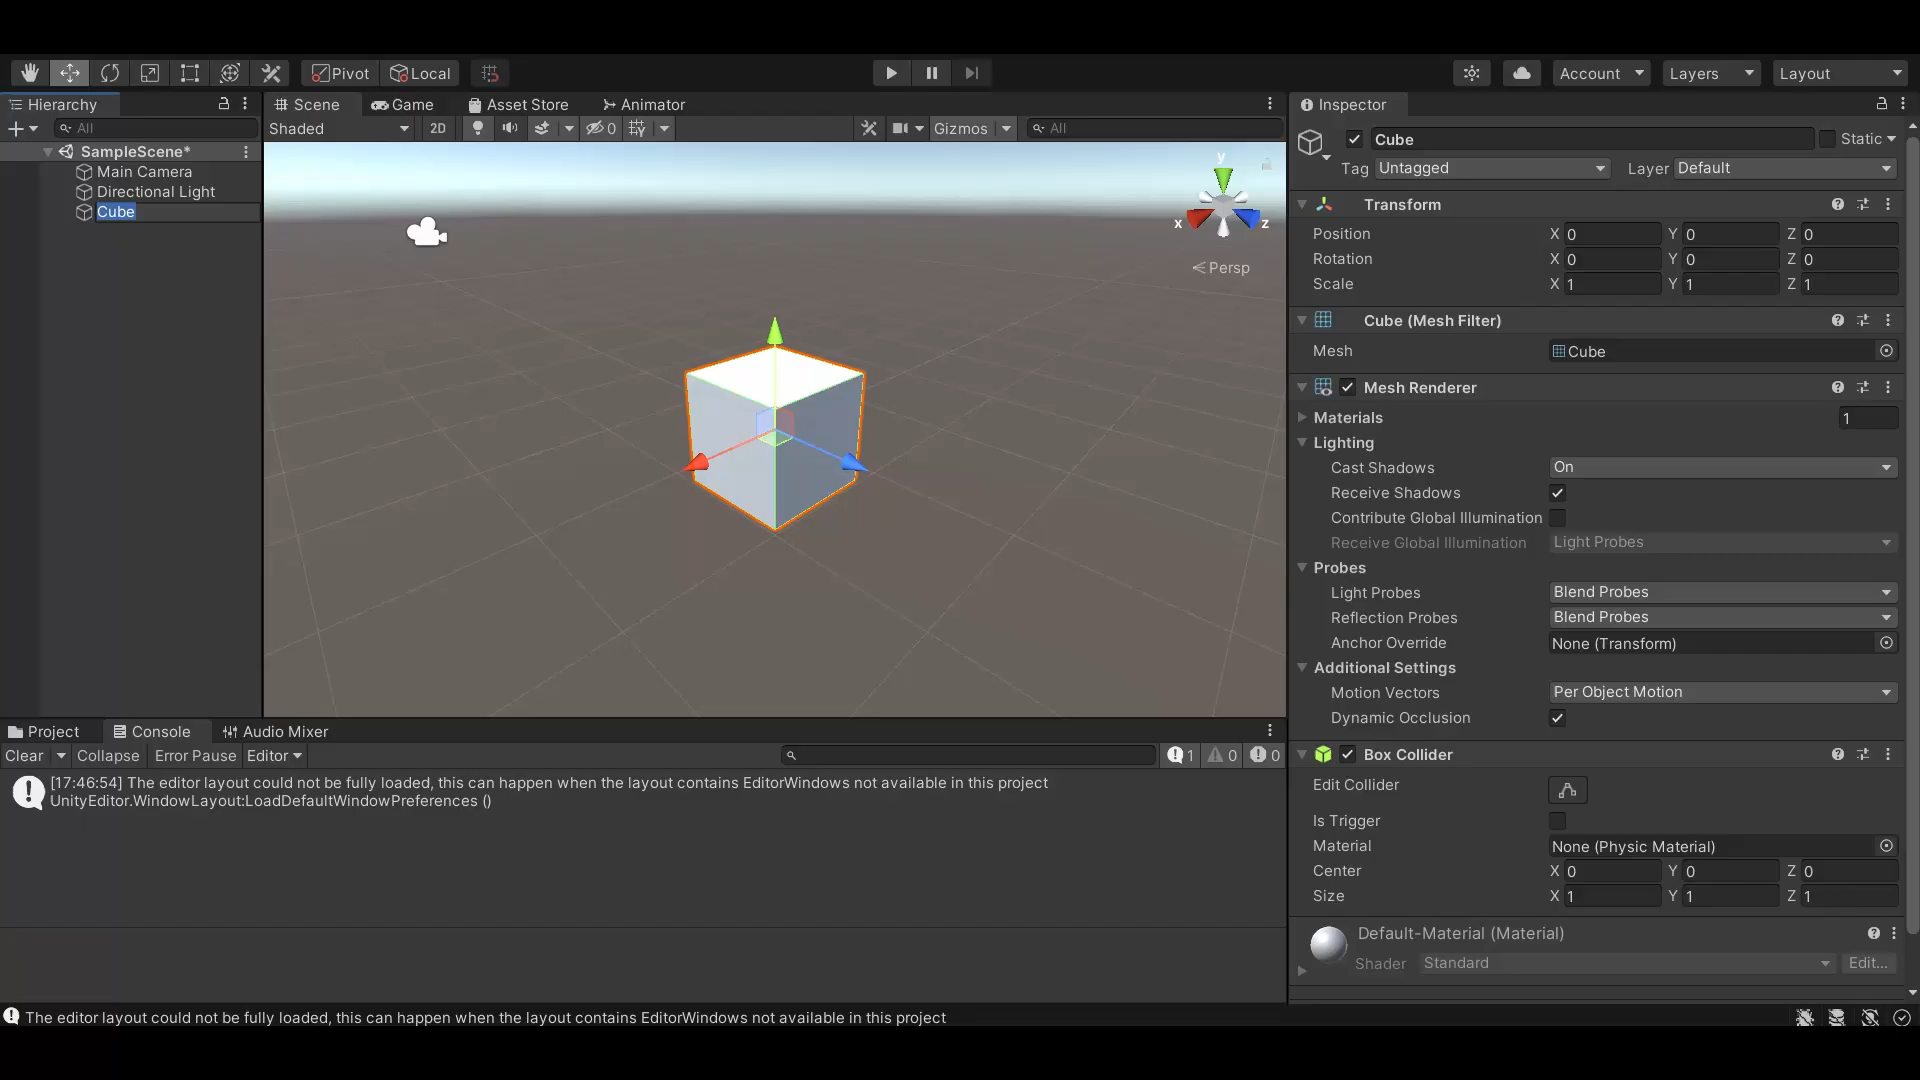 Pivot
Local
Account
Layers
Layout
Hierarchy
All
SampleScene*
Main Camera
Directional Light
Cube
Scene
Game
Asset Store
Animator
Shaded
2D
0
Gizmos
All
y
x
z
Persp
Inspector
Cube
Static
Tag
Untagged
Layer
Default
Transform
Position X 0 Y 0 Z 0
Rotation X 0 Y 0 Z 0
Scale X 1 Y 1 Z 1
Cube (Mesh Filter)
Mesh
Cube
Mesh Renderer
Materials
1
Lighting
Cast Shadows
On
Receive Shadows
Contribute Global Illumination
Receive Global Illumination
Light Probes
Probes
Light Probes
Blend Probes
Reflection Probes
Blend Probes
Anchor Override
None (Transform)
Additional Settings
Motion Vectors
Per Object Motion
Dynamic Occlusion
Box Collider
Edit Collider
Is Trigger
Material
None (Physic Material)
Center X 0 Y 0 Z 0
Size X 1 Y 1 Z 1
Default-Material (Material)
Shader
Standard
Edit...
Project
Console
Audio Mixer
Clear
Collapse
Error Pause
Editor
1
0
0
[17:46:54] The editor layout could not be fully loaded, this can happen when the layout contains EditorWindows not available in this project
UnityEditor.WindowLayout:LoadDefaultWindowPreferences ()
The editor layout could not be fully loaded, this can happen when the layout contains EditorWindows not available in this project